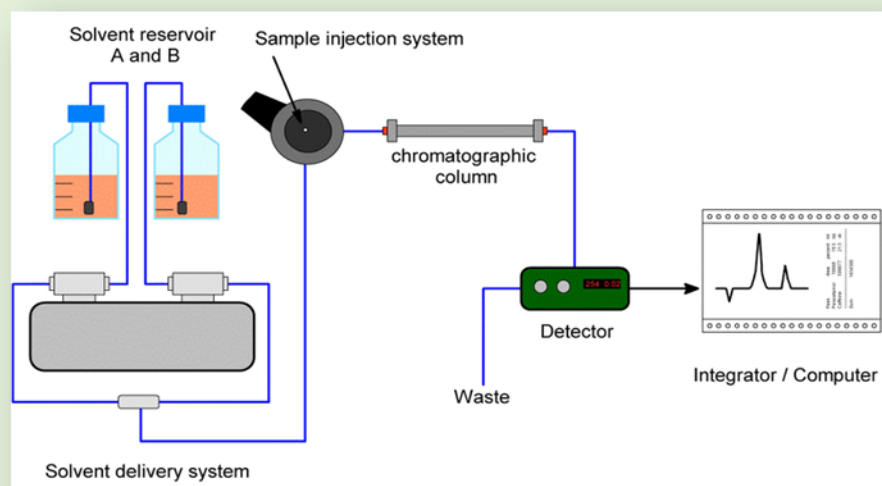 Solvent reservoir
A and B
Sample injection system
chromatographic
column
254 0.02
Detector
Waste
Integrator / Computer
Solvent delivery system